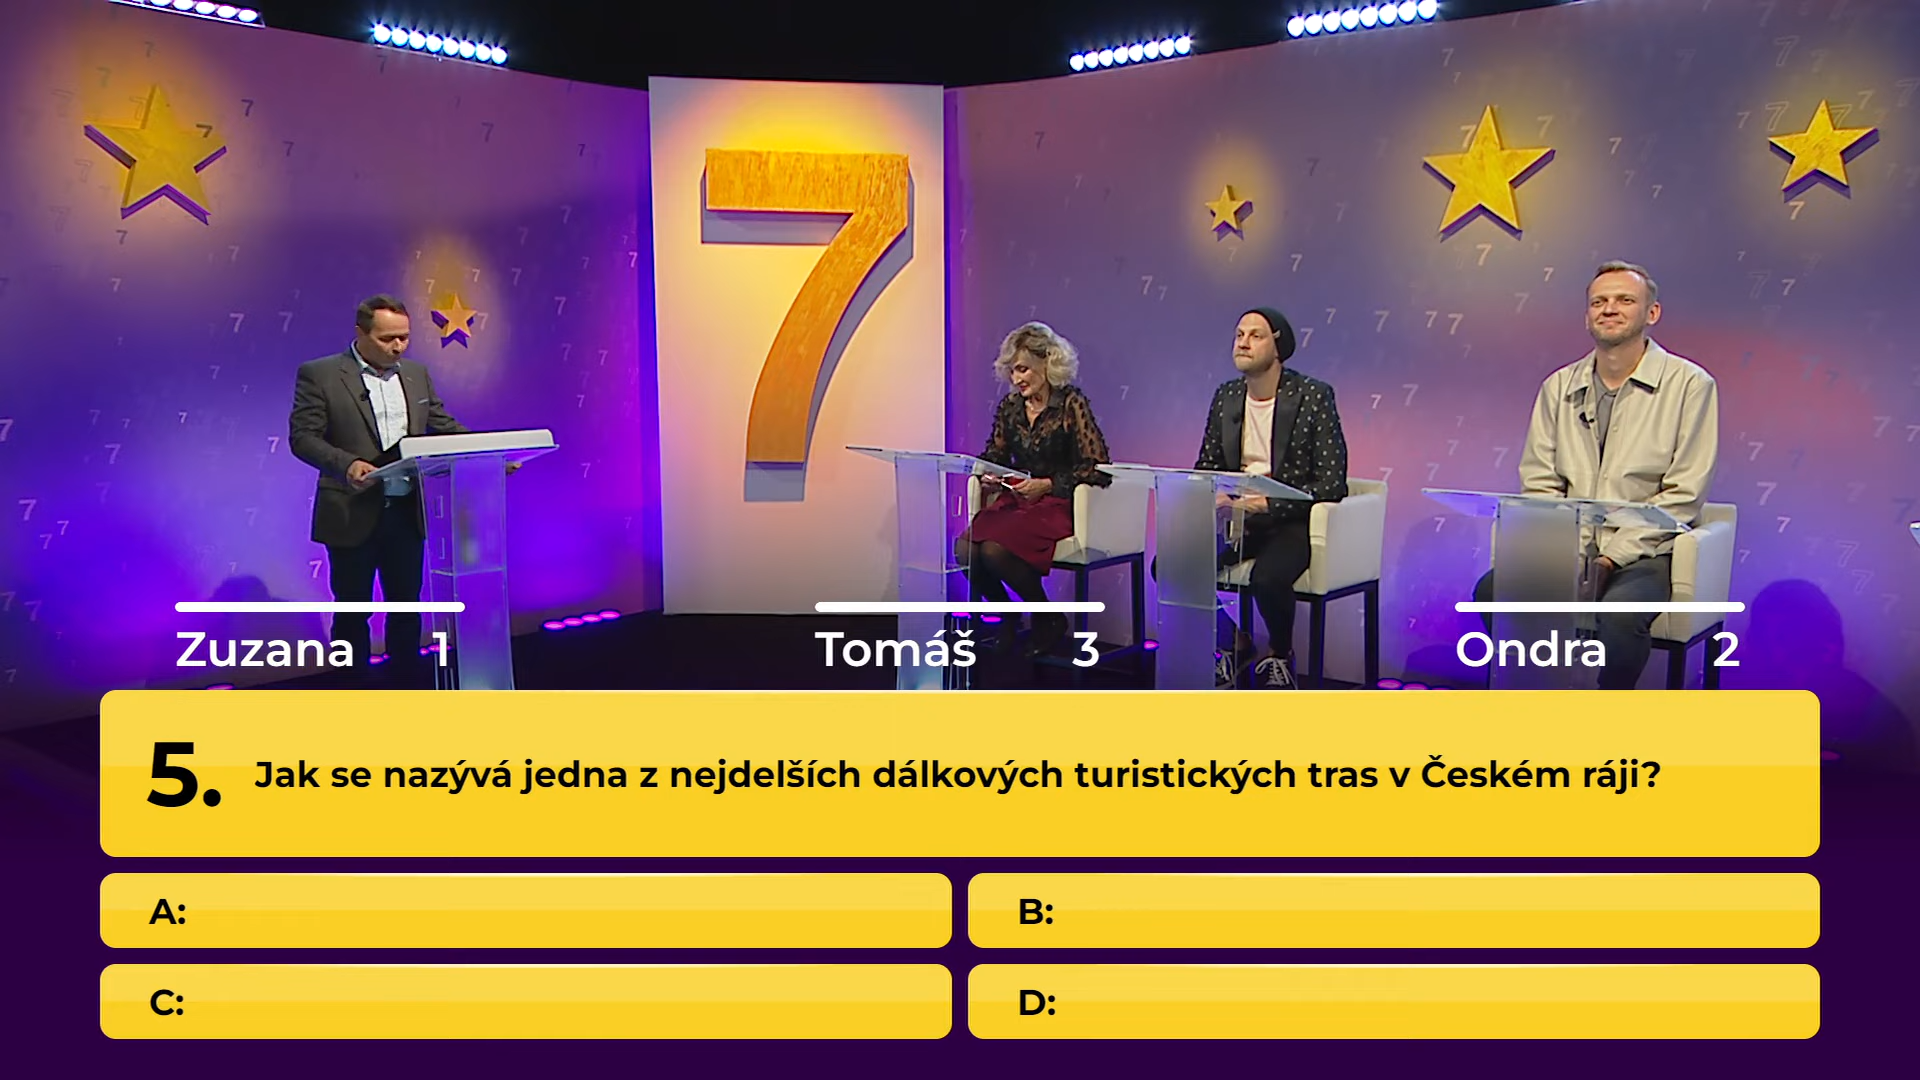 7
Zuzana 1
Tomáš 3
Ondra 2
5. Jak se nazývá jedna z nejdelších dálkových turistických tras v Českém ráji?
A:
B:
C:
D: